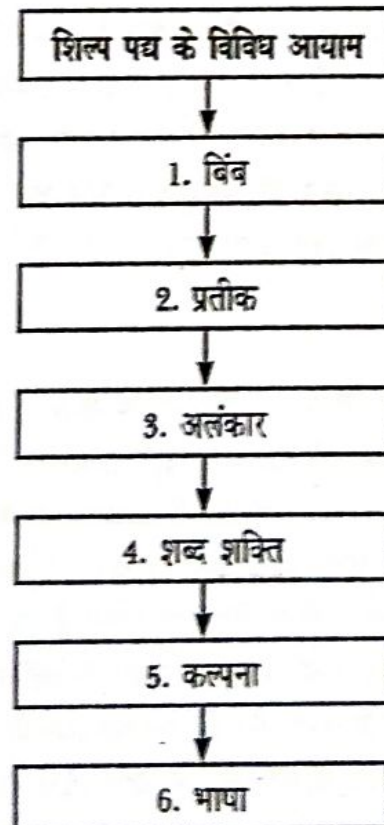 शिल्प पद्य के विविध आयाम
1. बिंब
2. प्रतीक
3. अलंकार
4. शब्द शक्ति
5. कल्पना
6. भाषा